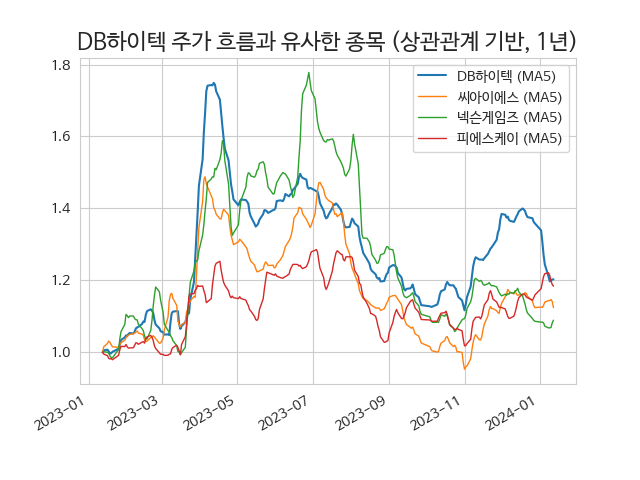 DB하이텍 주가 흐름과 유사한 종목 (상관관계 기반, 1년)
DB하이텍 (MA5)
씨아이에스 (MA5)
넥슨게임즈 (MA5)
피에스케이 (MA5)
1.8
1.6
1.4
1.2
1.0
2023-01
2023-03
2023-05
2023-07
2023-09
2023-11
2024-01